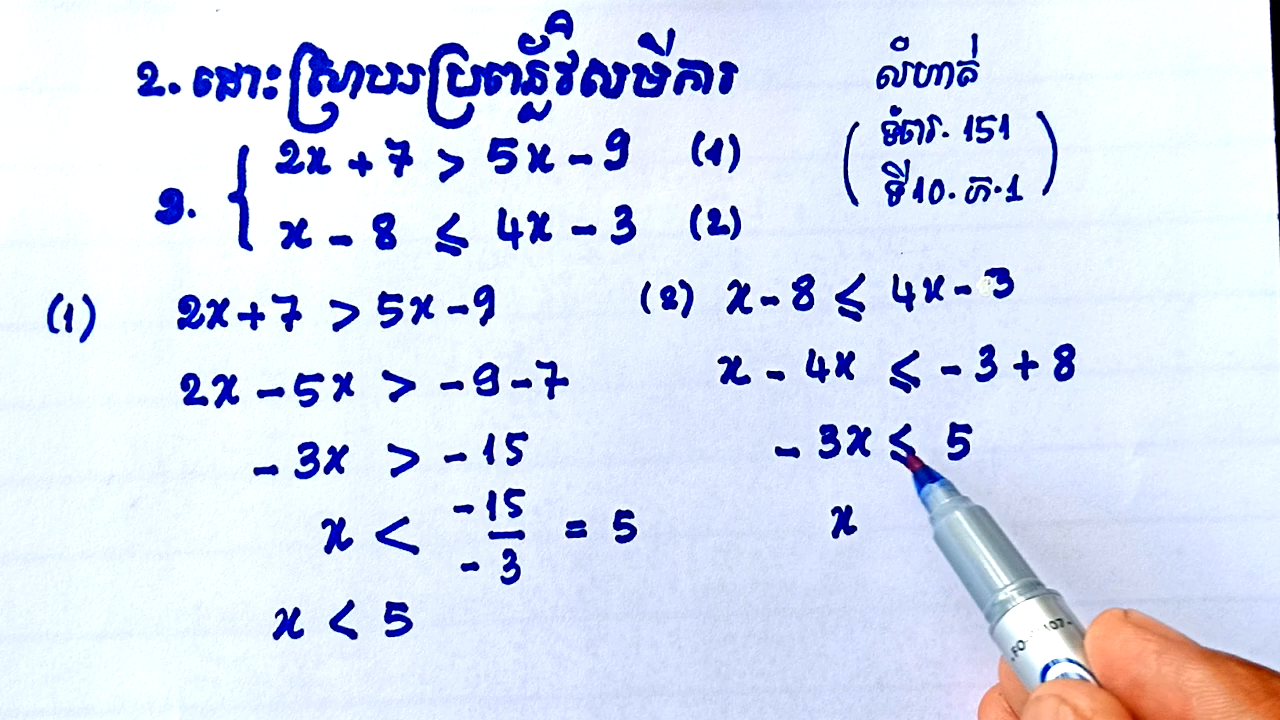 2. ដោះស្រាយប្រព័ន្ធវិសមីការ
លំហាត់
(ទំព័រ. 151
ទី10. ភ.1)
១. { 2x + 7 > 5x - 9 (1)
x - 8 ≤ 4x - 3 (2)
(1) 2x+7 > 5x-9
2x - 5x > -9-7
-3x > -15
x < -15/-3 = 5
x < 5
(2) x-8 ≤ 4x-3
x - 4x ≤ -3+8
-3x ≤ 5
x